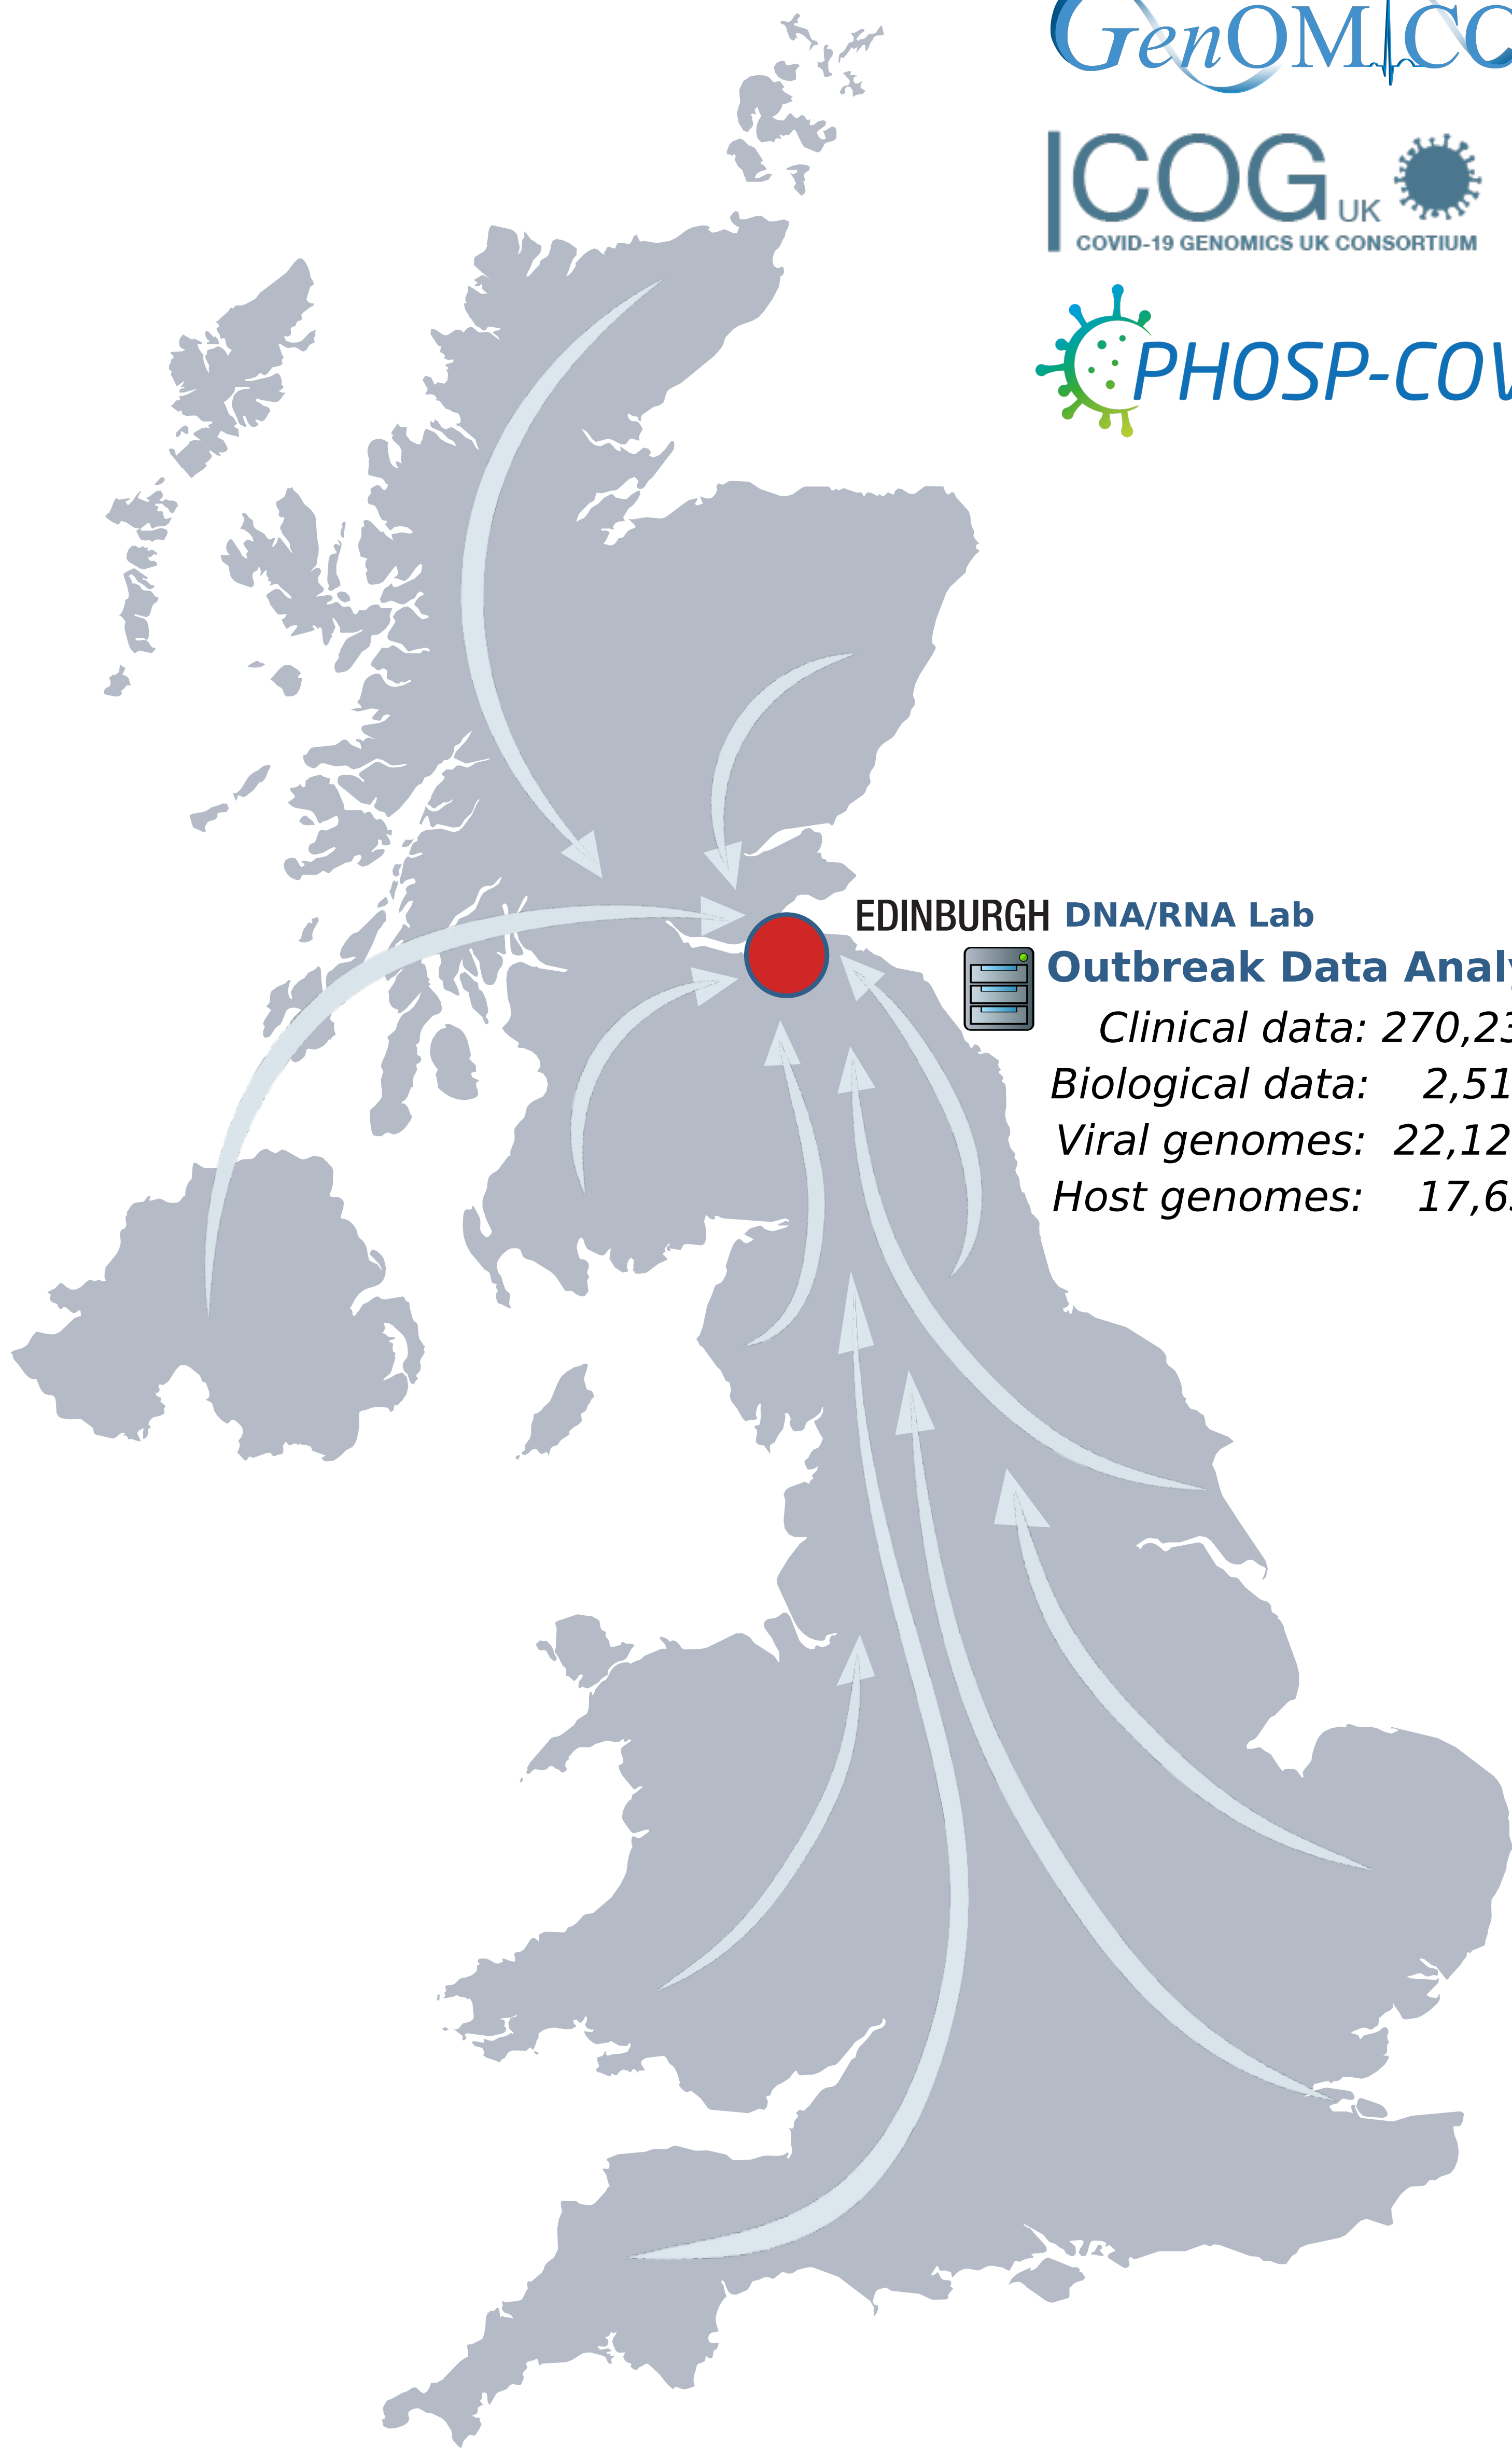 GenOMICC
COG UK
COVID-19 GENOMICS UK CONSORTIUM
PHOSP-COV
EDINBURGH DNA/RNA Lab
Outbreak Data Analy
Clinical data: 270,23
Biological data: 2,51
Viral genomes: 22,12
Host genomes: 17,6